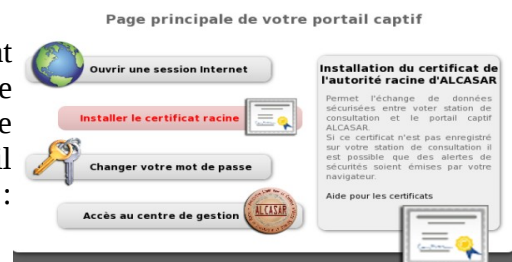 Page principale de votre portail captif
Ouvrir une session Internet
Installer le certificat racine
Changer votre mot de passe
Accès au centre de gestion
ALCASAR
Installation du certificat de
l'autorité racine d'ALCASAR
Permet l'échange de données
sécurisées entre voter station de
consultation et le portail captif
ALCASAR.
Si ce certificat n'est pas enregistré
sur votre station de consultation il
est possible que des alertes de
sécurités soient émises par votre
navigateur.
Aide pour les certificats
: